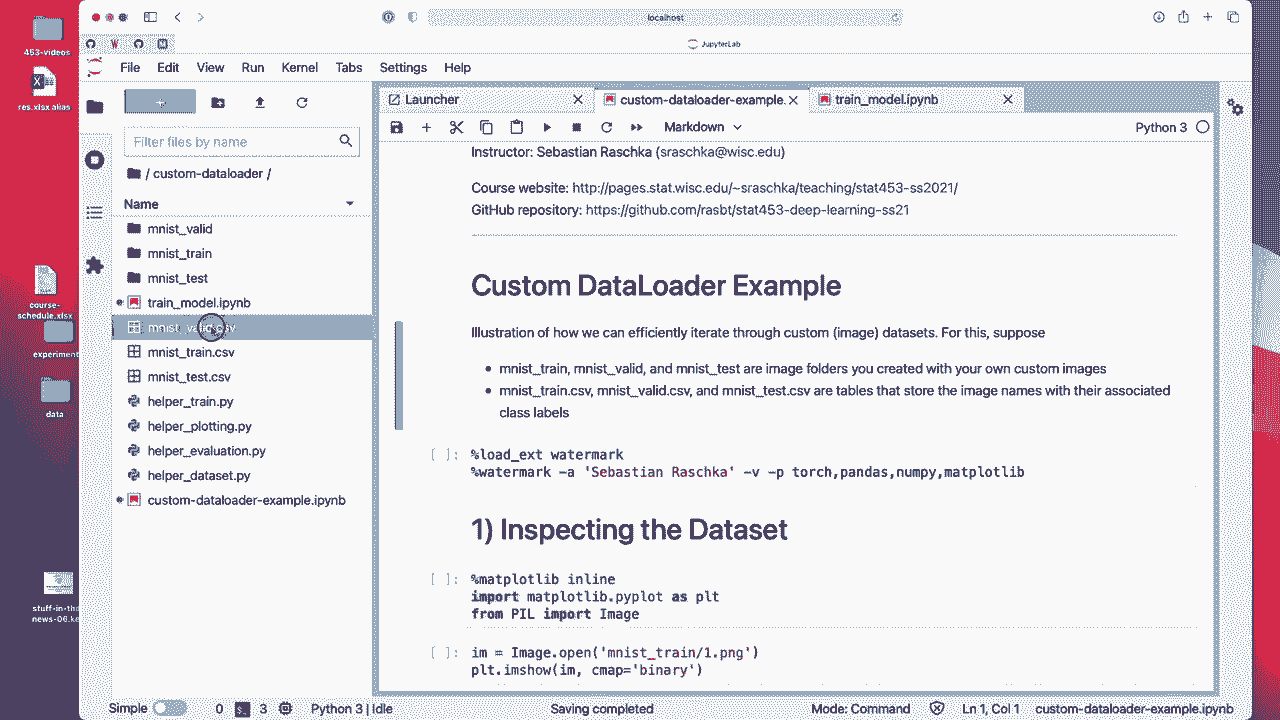 localhost
JupyterLab
File Edit View Run Kernel Tabs Settings Help
453-videos
res.xlsx alias
course-
schedule.xlsx
experiment
data
stuff-in-the
news-06.ke
Filter files by name
/ custom-dataloader /
Name
mnist_valid
mnist_train
mnist_test
train_model.ipynb
mnist_valid.csv
mnist_train.csv
mnist_test.csv
helper_train.py
helper_plotting.py
helper_evaluation.py
helper_dataset.py
custom-dataloader-example.ipynb
Launcher
custom-dataloader-example.
train_model.ipynb
Markdown
Python 3
Instructor: Sebastian Raschka (sraschka@wisc.edu)
Course website: http://pages.stat.wisc.edu/~sraschka/teaching/stat453-ss2021/
GitHub repository: https://github.com/rasbt/stat453-deep-learning-ss21
Custom DataLoader Example
Illustration of how we can efficiently iterate through custom (image) datasets. For this, suppose
• mnist_train, mnist_valid, and mnist_test are image folders you created with your own custom images
• mnist_train.csv, mnist_valid.csv, and mnist_test.csv are tables that store the image names with their associated
class labels
[ ]: %load_ext watermark
%watermark -a 'Sebastian Raschka' -v -p torch,pandas,numpy,matplotlib
1) Inspecting the Dataset
[ ]: %matplotlib inline
import matplotlib.pyplot as plt
from PIL import Image
[ ]: im = Image.open('mnist_train/1.png')
plt.imshow(im, cmap='binary')
Simple 0 3 Python 3 | Idle Saving completed Mode: Command Ln 1, Col 1 custom-dataloader-example.ipynb